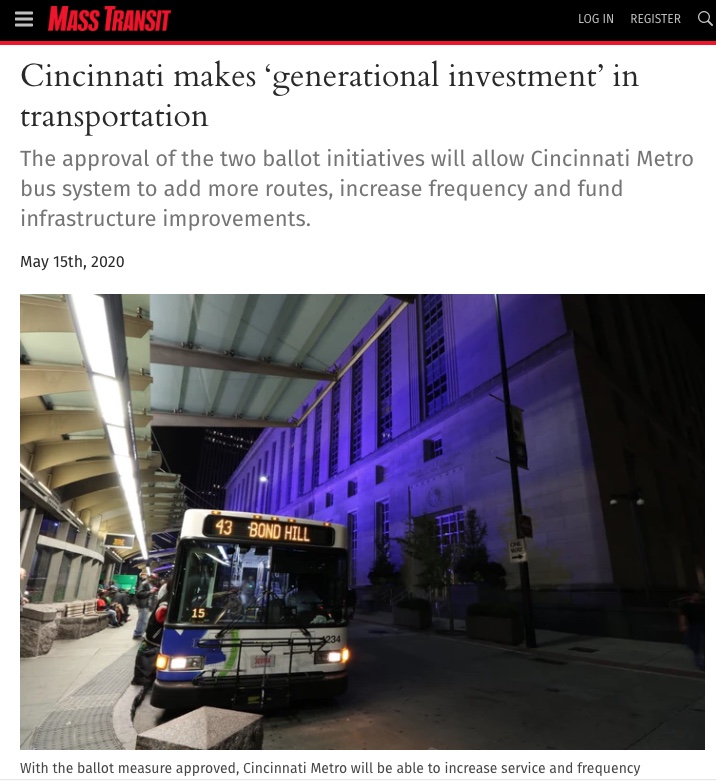 MASS TRANSIT
LOG IN REGISTER
Cincinnati makes ‘generational investment’ in
transportation
The approval of the two ballot initiatives will allow Cincinnati Metro
bus system to add more routes, increase frequency and fund
infrastructure improvements.
May 15th, 2020
43 BOND HILL
ONE
WAY
15
1234
With the ballot measure approved, Cincinnati Metro will be able to increase service and frequency